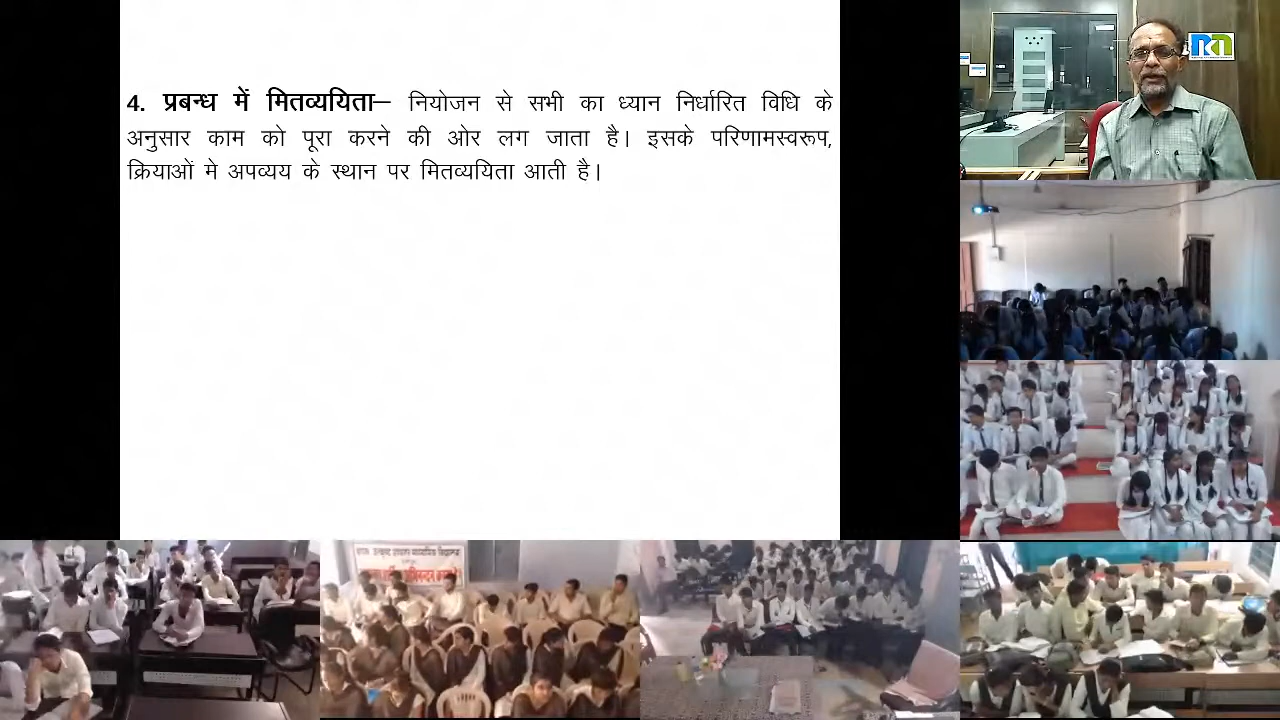 4. प्रबन्ध में मितव्ययिता— नियोजन से सभी का ध्यान निर्धारित विधि के
अनुसार काम को पूरा करने की ओर लग जाता है। इसके परिणामस्वरूप,
क्रियाओं मे अपव्यय के स्थान पर मितव्ययिता आती है।